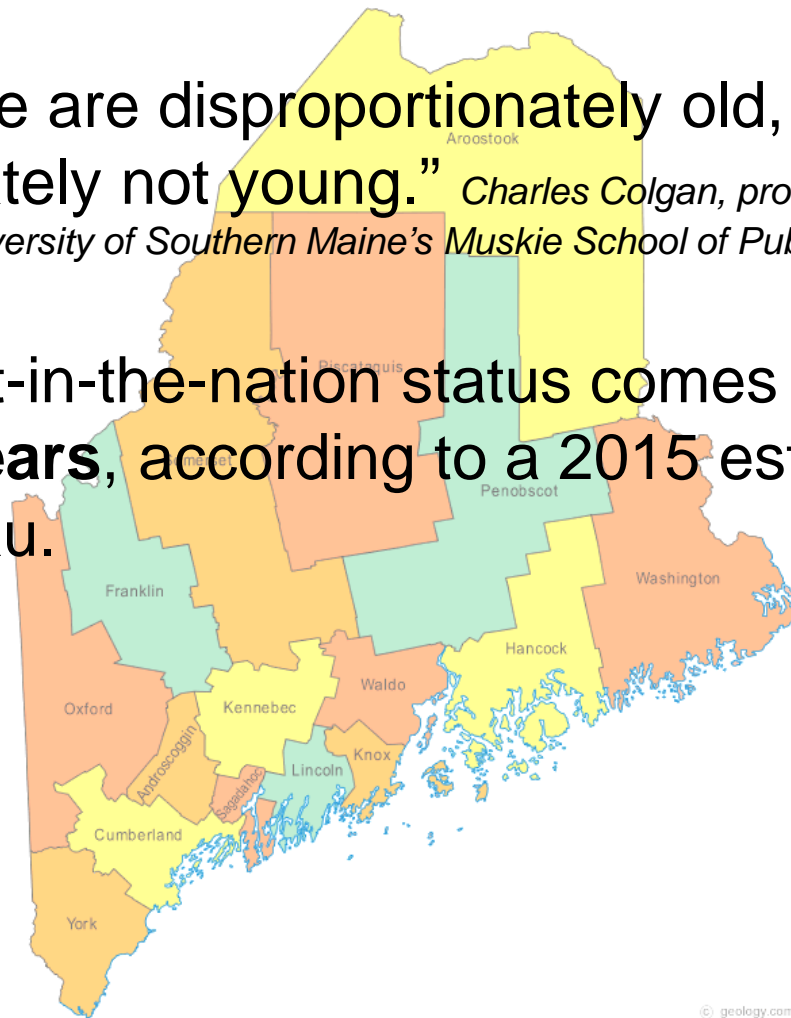 e are disproportionately old,
Aroostook
tely not young.” Charles Colgan, pro
versity of Southern Maine’s Muskie School of Pub
Piscataquis
t-in-the-nation status comes
Somerset
ears, according to a 2015 est
Penobscot
u.
Franklin
Washington
Hancock
Waldo
Oxford
Kennebec
Androscoggin
Knox
Lincoln
Sagadahoc
Cumberland
York
© geology.com